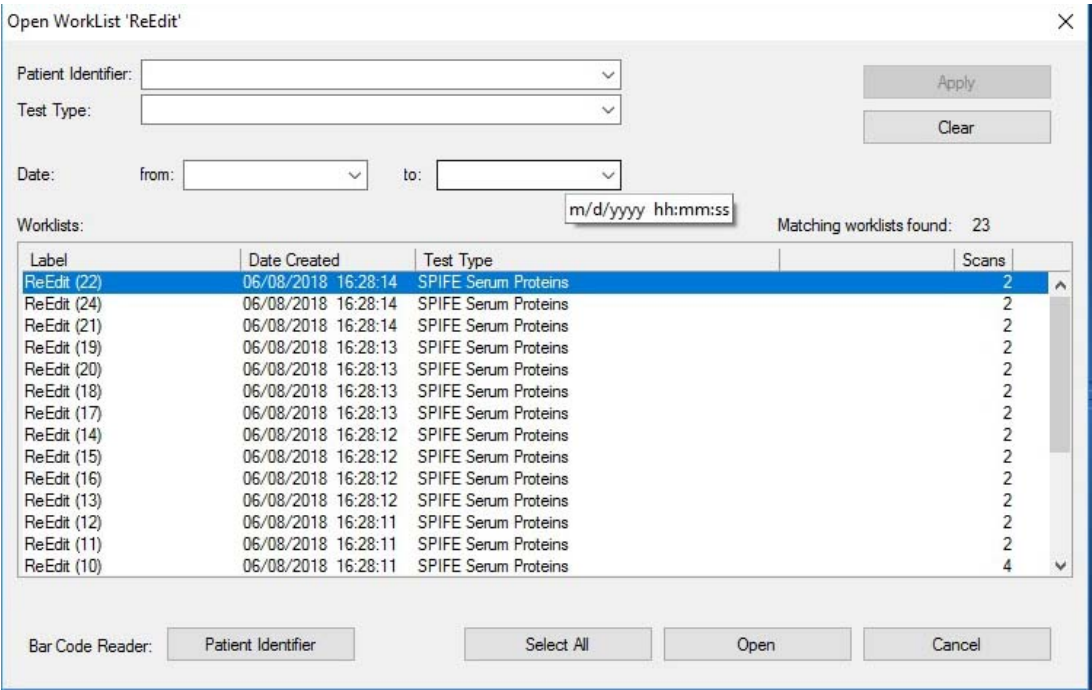 Open WorkList 'ReEdit'
Patient Identifier:
Apply
Test Type:
Clear
Date: from: to:
m/d/yyyy hh:mm:ss
Worklists: Matching worklists found: 23
Label Date Created Test Type Scans
ReEdit (22) 06/08/2018 16:28:14 SPIFE Serum Proteins 2
ReEdit (24) 06/08/2018 16:28:14 SPIFE Serum Proteins 2
ReEdit (21) 06/08/2018 16:28:14 SPIFE Serum Proteins 2
ReEdit (19) 06/08/2018 16:28:13 SPIFE Serum Proteins 2
ReEdit (20) 06/08/2018 16:28:13 SPIFE Serum Proteins 2
ReEdit (18) 06/08/2018 16:28:13 SPIFE Serum Proteins 2
ReEdit (17) 06/08/2018 16:28:13 SPIFE Serum Proteins 2
ReEdit (14) 06/08/2018 16:28:12 SPIFE Serum Proteins 2
ReEdit (15) 06/08/2018 16:28:12 SPIFE Serum Proteins 2
ReEdit (16) 06/08/2018 16:28:12 SPIFE Serum Proteins 2
ReEdit (13) 06/08/2018 16:28:12 SPIFE Serum Proteins 2
ReEdit (12) 06/08/2018 16:28:11 SPIFE Serum Proteins 2
ReEdit (11) 06/08/2018 16:28:11 SPIFE Serum Proteins 2
ReEdit (10) 06/08/2018 16:28:11 SPIFE Serum Proteins 4
Bar Code Reader: Patient Identifier Select All Open Cancel